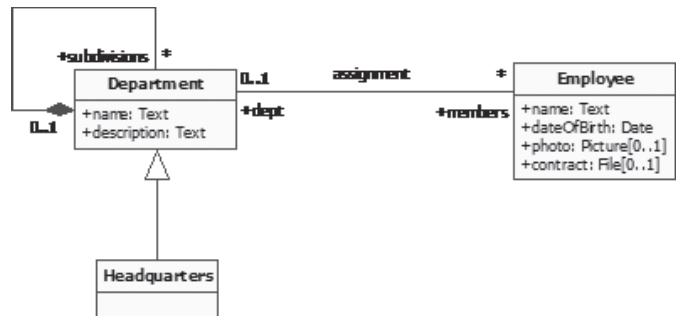 +subdivisions *
Department
+name: Text
+description: Text
0..1
0..1 assignment *
+dept +members
Employee
+name: Text
+dateOfBirth: Date
+photo: Picture[0..1]
+contract: File[0..1]
Headquarters